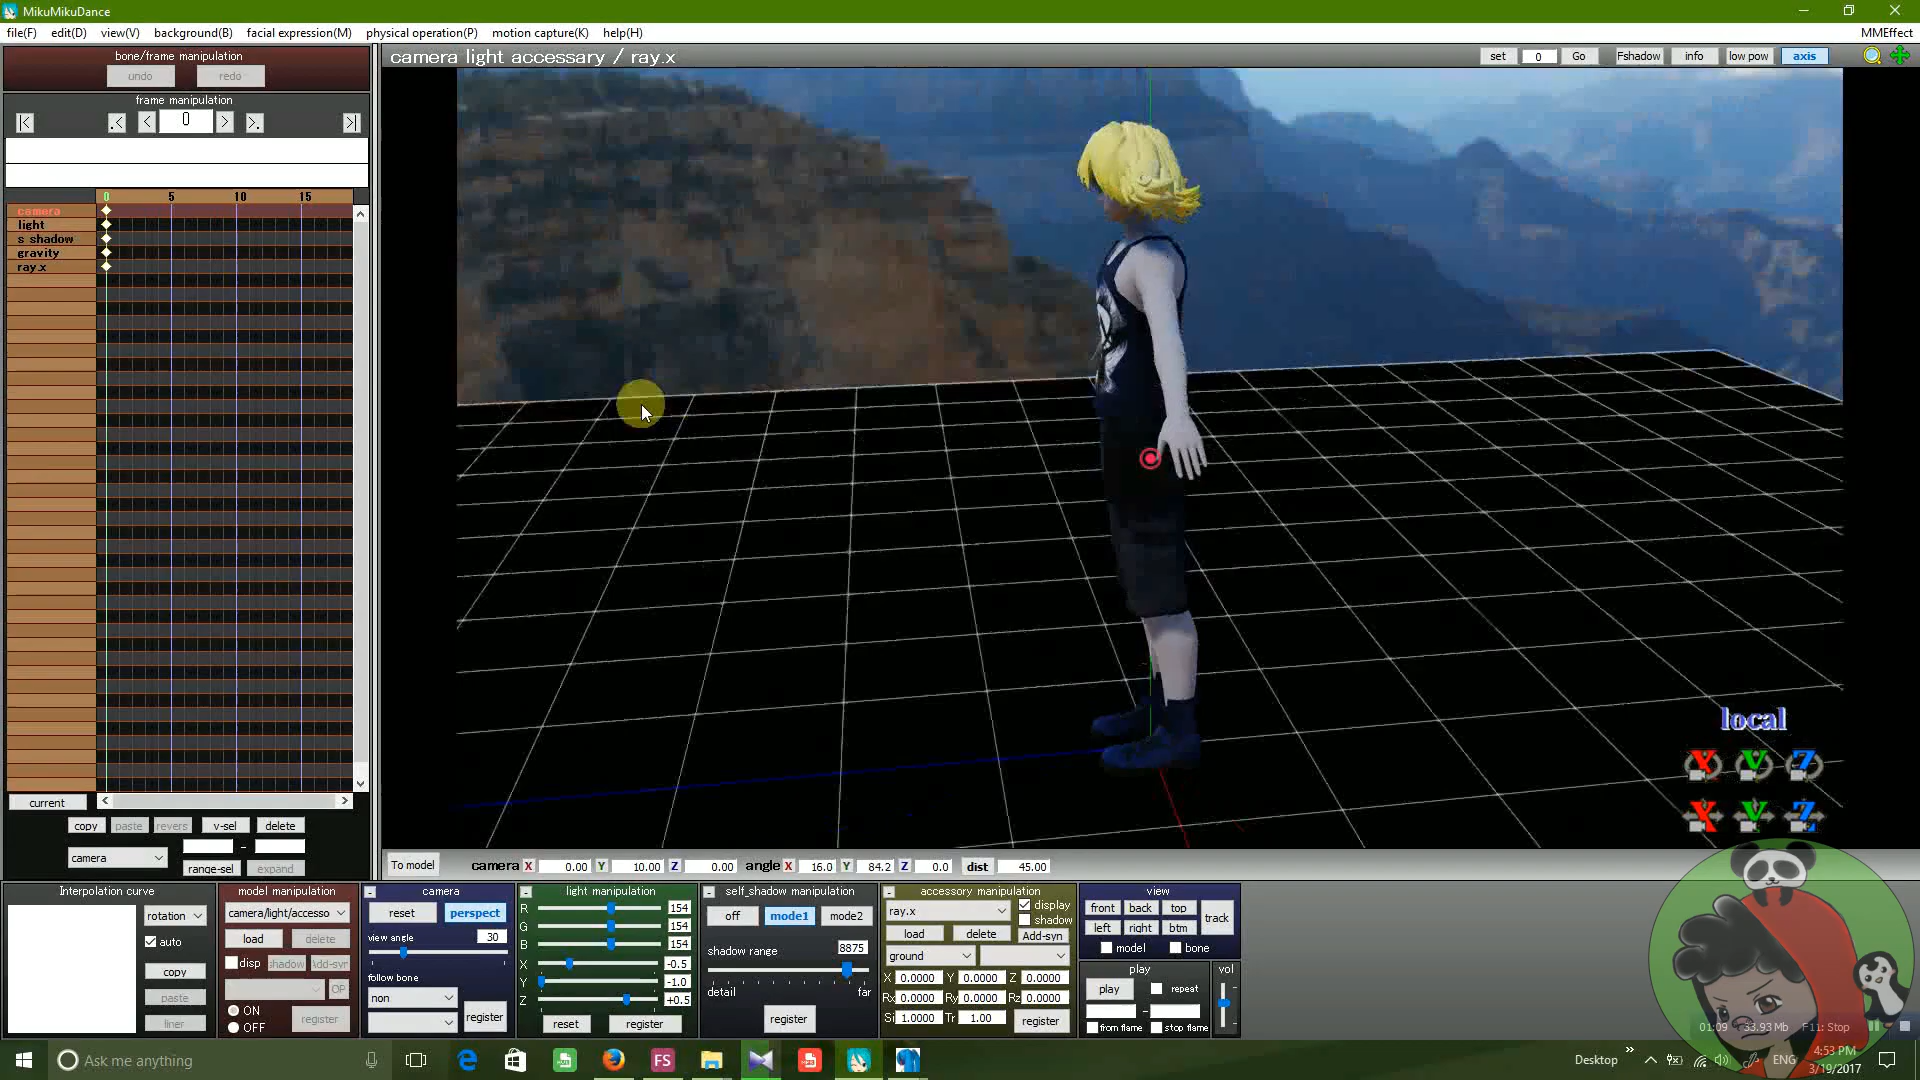 MikuMikuDance
file(F) edit(D) view(V) background(B) facial expression(M) physical operation(P) motion capture(K) help(H) MMEffect
bone/frame manipulation
undo redo
frame manipulation
|< .< < 0 > >. >|
camera light accessary / ray.x
set 0 Go Fshadow info low pow axis
0 5 10 15
camera
light
s shadow
gravity
ray.x
local
X Y Z
X Y Z
current
copy paste revers v-sel delete
camera - range-sel expand
To model camera X 0.00 Y 10.00 Z 0.00 angle X 16.0 Y 84.2 Z 0.0 dist 45.00
Interpolation curve
rotation
auto
copy
paste
liner
model manipulation
camera/light/accesso
load delete
disp shadow Add-syn
OP
ON
OFF
register
camera
reset perspect
view angle 30
follow bone
non
register
light manipulation
R 154
G 154
B 154
X -0.5
Y -1.0
Z +0.5
reset register
self_shadow manipulation
off mode1 mode2
shadow range 8875
detail far
register
accessory manipulation
ray.x display
shadow
load delete Add-syn
ground
X 0.0000 Y 0.0000 Z 0.0000
Rx 0.0000 Ry 0.0000 Rz 0.0000
Si 1.0000 Tr 1.00 register
view
front back top
left right btm
track
model bone
play
play repeat
-
from flame stop flame
vol
01:09 33.93 Mb F11: Stop
Ask me anything
FS
Desktop
ENG
4:53 PM
3/19/2017